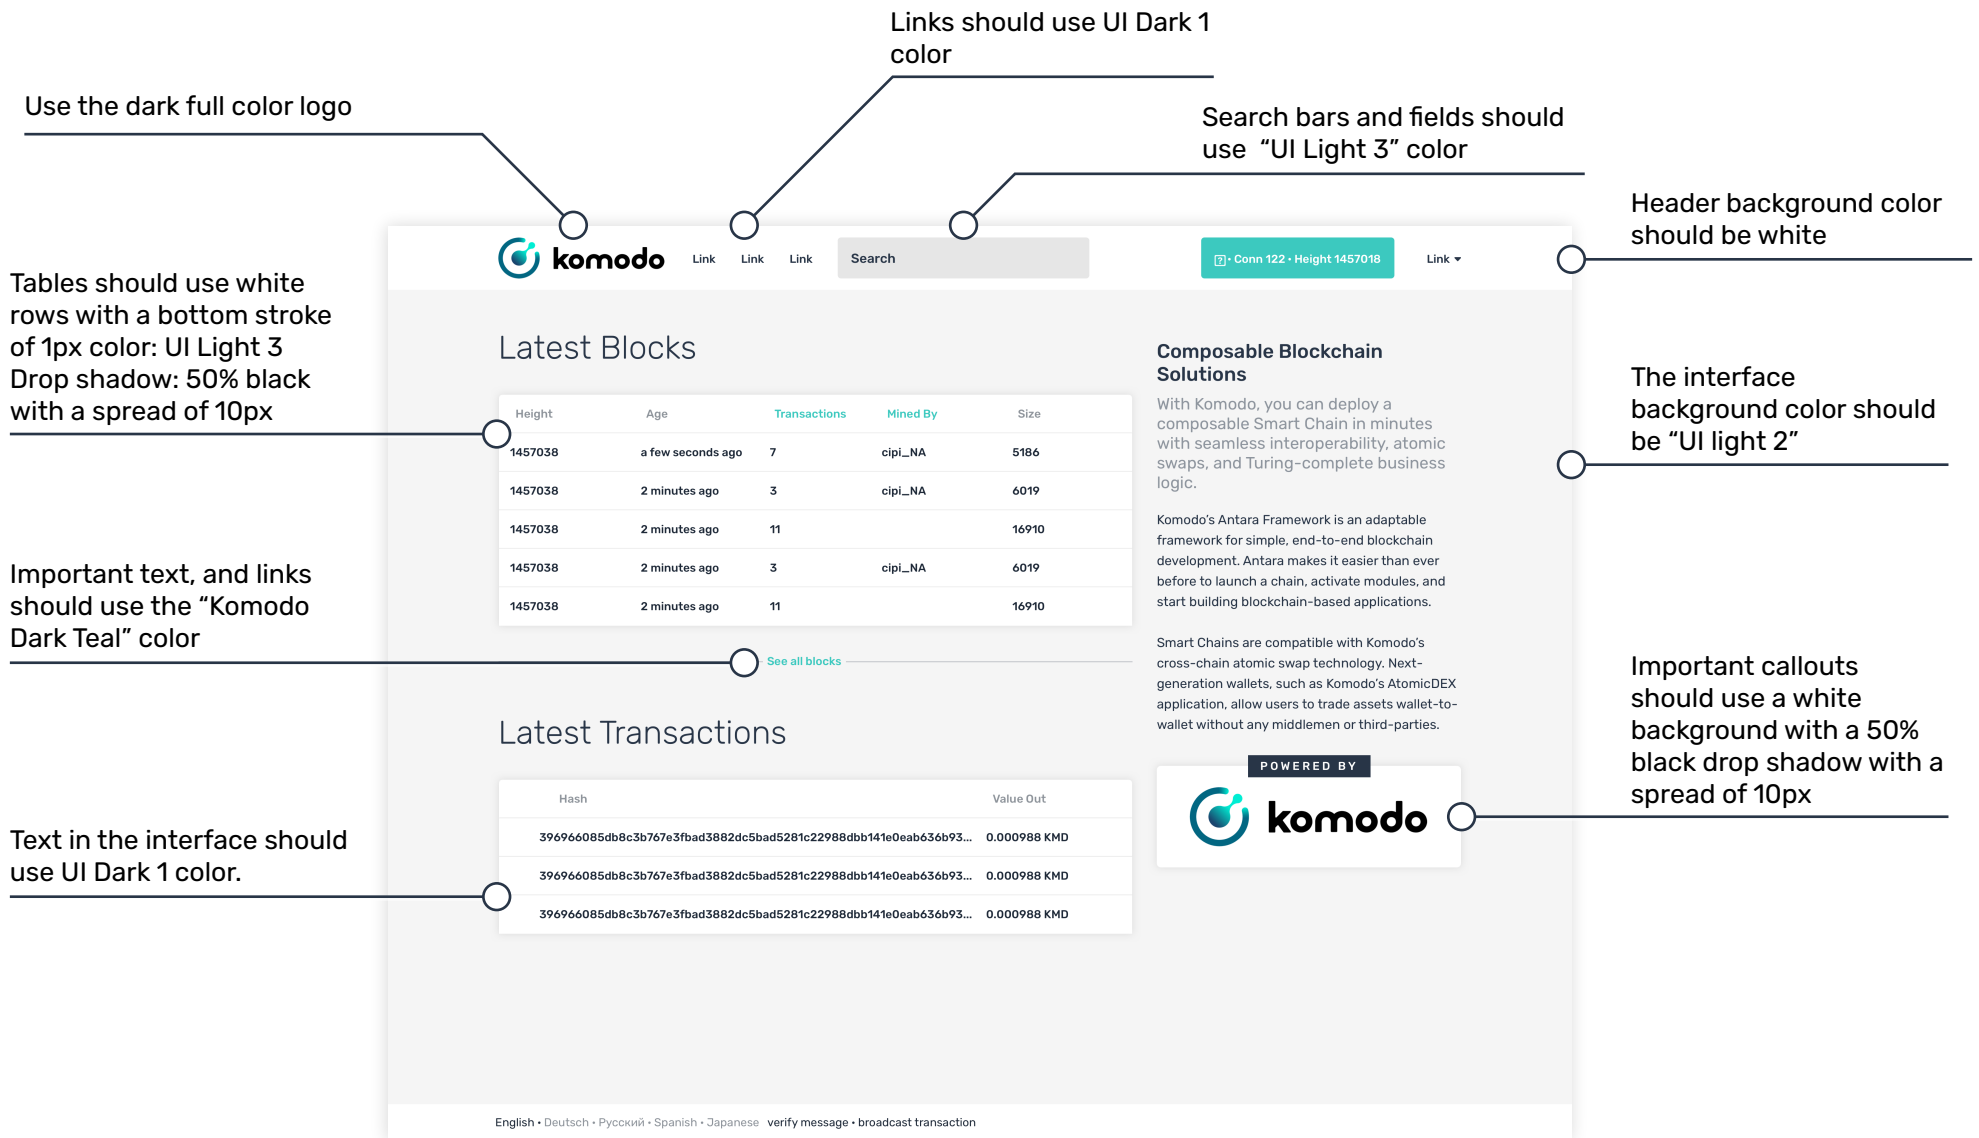 Links should use UI Dark 1
color
Use the dark full color logo
Search bars and fields should
use “UI Light 3” color
Header background color
should be white
komodo
Link Link Link
Search
[?] • Conn 122 • Height 1457018
Link
Tables should use white
rows with a bottom stroke
of 1px color: UI Light 3
Drop shadow: 50% black
with a spread of 10px
Latest Blocks
Height Age Transactions Mined By Size
1457038 a few seconds ago 7 cipi_NA 5186
1457038 2 minutes ago 3 cipi_NA 6019
1457038 2 minutes ago 11 16910
1457038 2 minutes ago 3 cipi_NA 6019
1457038 2 minutes ago 11 16910
See all blocks
Composable Blockchain
Solutions
With Komodo, you can deploy a
composable Smart Chain in minutes
with seamless interoperability, atomic
swaps, and Turing-complete business
logic.
Komodo’s Antara Framework is an adaptable
framework for simple, end-to-end blockchain
development. Antara makes it easier than ever
before to launch a chain, activate modules, and
start building blockchain-based applications.
Smart Chains are compatible with Komodo’s
cross-chain atomic swap technology. Next-
generation wallets, such as Komodo’s AtomicDEX
application, allow users to trade assets wallet-to-
wallet without any middlemen or third-parties.
POWERED BY
komodo
The interface
background color should
be “UI light 2”
Important text, and links
should use the “Komodo
Dark Teal” color
Important callouts
should use a white
background with a 50%
black drop shadow with a
spread of 10px
Latest Transactions
Hash Value Out
396966085db8c3b767e3fbad3882dc5bad5281c22988dbb141e0eab636b93... 0.000988 KMD
396966085db8c3b767e3fbad3882dc5bad5281c22988dbb141e0eab636b93... 0.000988 KMD
396966085db8c3b767e3fbad3882dc5bad5281c22988dbb141e0eab636b93... 0.000988 KMD
Text in the interface should
use UI Dark 1 color.
English • Deutsch • Русский • Spanish • Japanese verify message • broadcast transaction